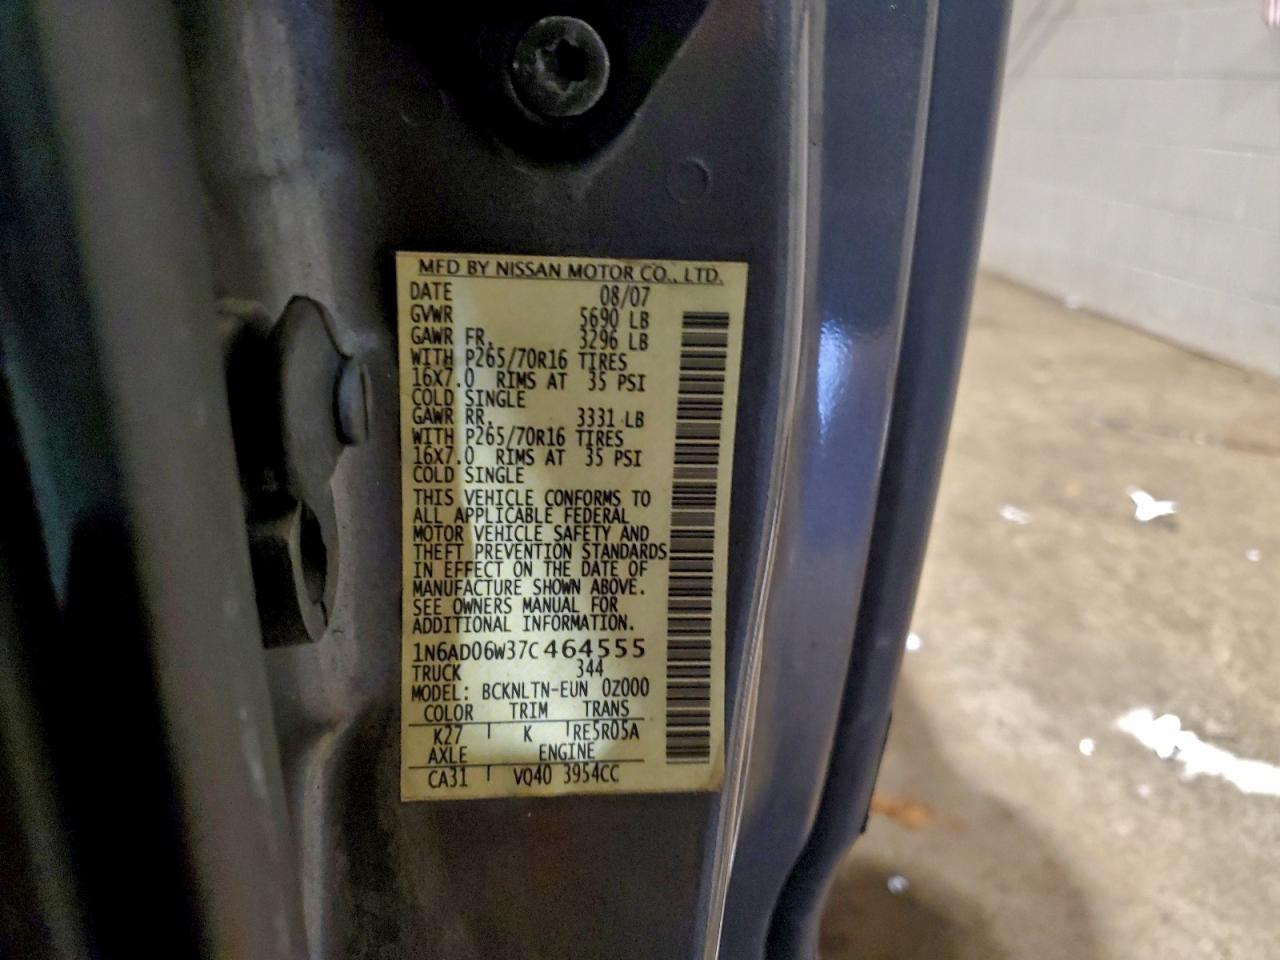 MFD BY NISSAN MOTOR CO., LTD.
DATE 08/07
GVWR 5690 LB
GAWR FR. 3296 LB
WITH P265/70R16 TIRES
16X7.0 RIMS AT 35 PSI
COLD SINGLE
GAWR RR. 3331 LB
WITH P265/70R16 TIRES
16X7.0 RIMS AT 35 PSI
COLD SINGLE
THIS VEHICLE CONFORMS TO
ALL APPLICABLE FEDERAL
MOTOR VEHICLE SAFETY AND
THEFT PREVENTION STANDARDS
IN EFFECT ON THE DATE OF
MANUFACTURE SHOWN ABOVE.
SEE OWNERS MANUAL FOR
ADDITIONAL INFORMATION.
1N6AD06W37C464555
TRUCK 344
MODEL: BCKNLTN-EUN 0Z000
COLOR TRIM TRANS
K27 K RE5R05A
AXLE ENGINE
CA31 VQ40 3954CC